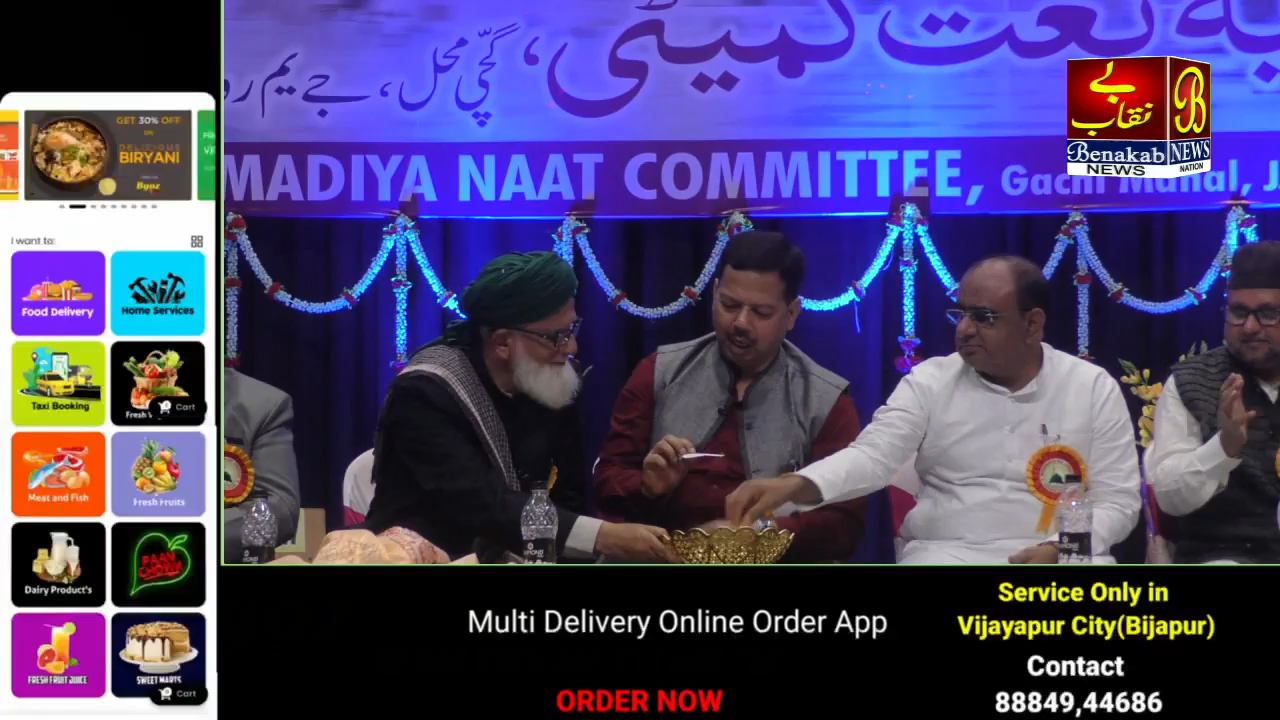 GET 30% OFF
ON
DELICIOUS
BIRYANI
I want to:
Food Delivery
Home Services
Taxi Booking
Fresh
Cart
Meat and Fish
Fresh Fruits
Dairy Product's
PAAN
FRESH FRUIT JUICE
SWEET MARTS
Cart
نعت کمیٹی،
گچّی محل، جے یم
MADIYA NAAT COMMITTEE, Gachi Mahal, J
بے
نقاب
B
Benakab NEWS
NEWS NATION
Multi Delivery Online Order App
ORDER NOW
Service Only in
Vijayapur City(Bijapur)
Contact
88849,44686